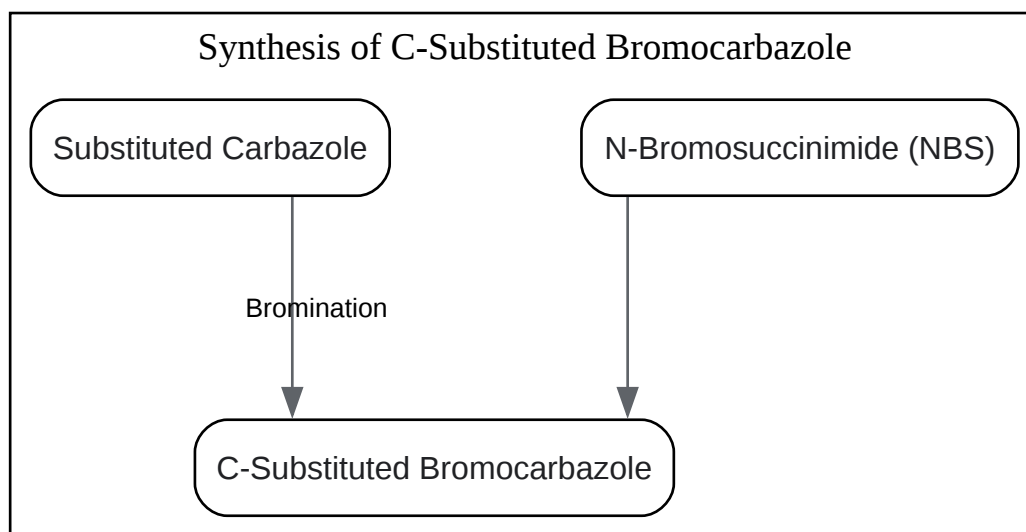 Synthesis of C-Substituted Bromocarbazole
Substituted Carbazole
N-Bromosuccinimide (NBS)
Bromination
C-Substituted Bromocarbazole